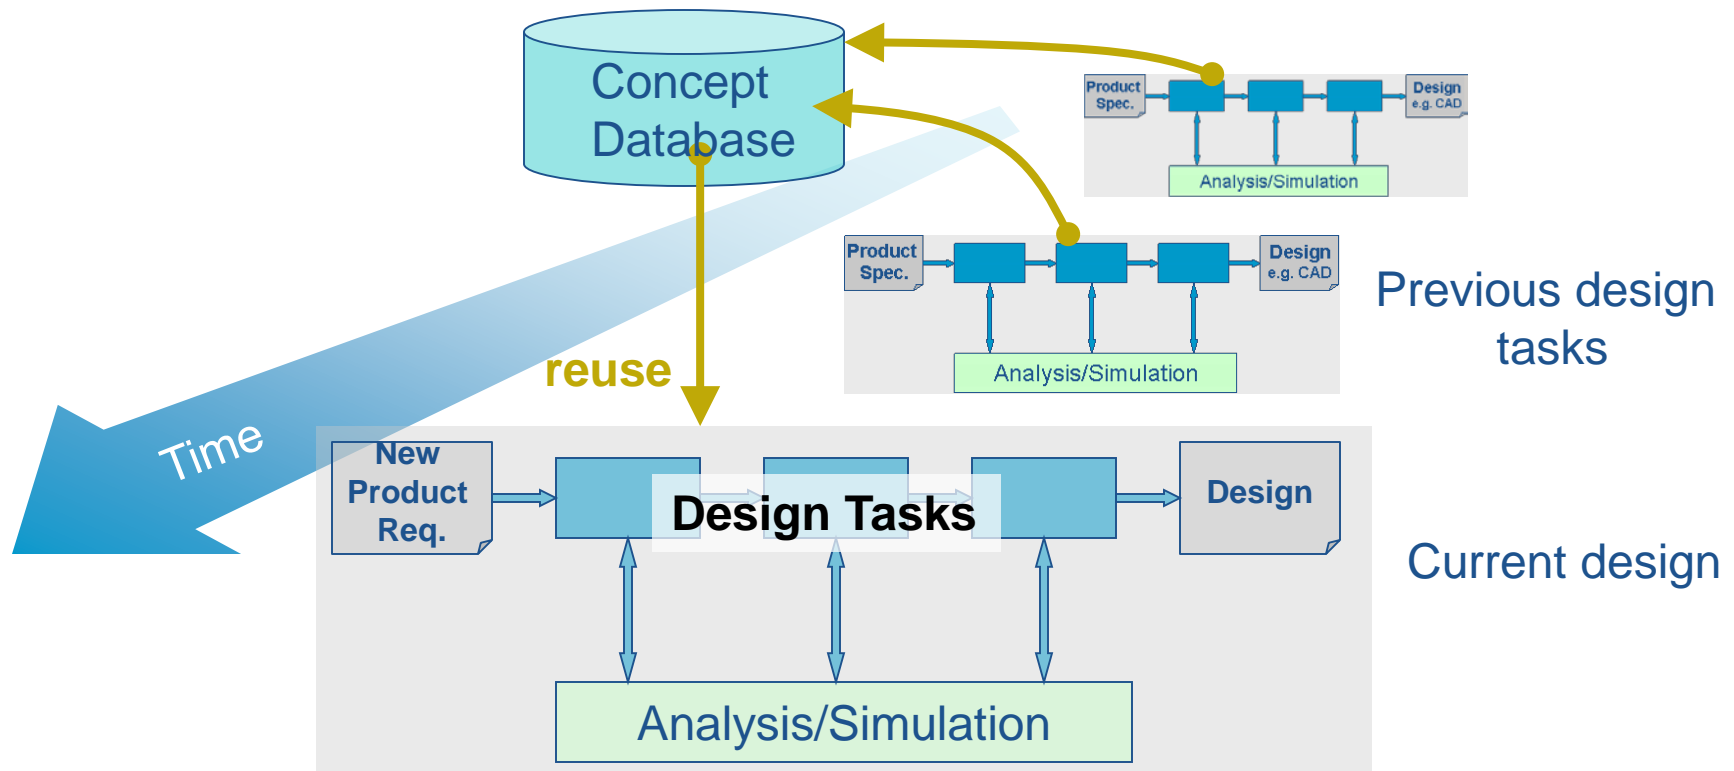 Concept
Database
Product
Spec.
Design
e.g. CAD
Analysis/Simulation
Product
Spec.
Design
e.g. CAD
Analysis/Simulation
Previous design
tasks
reuse
Time
New
Product
Req.
Design Tasks
Design
Current design
Analysis/Simulation